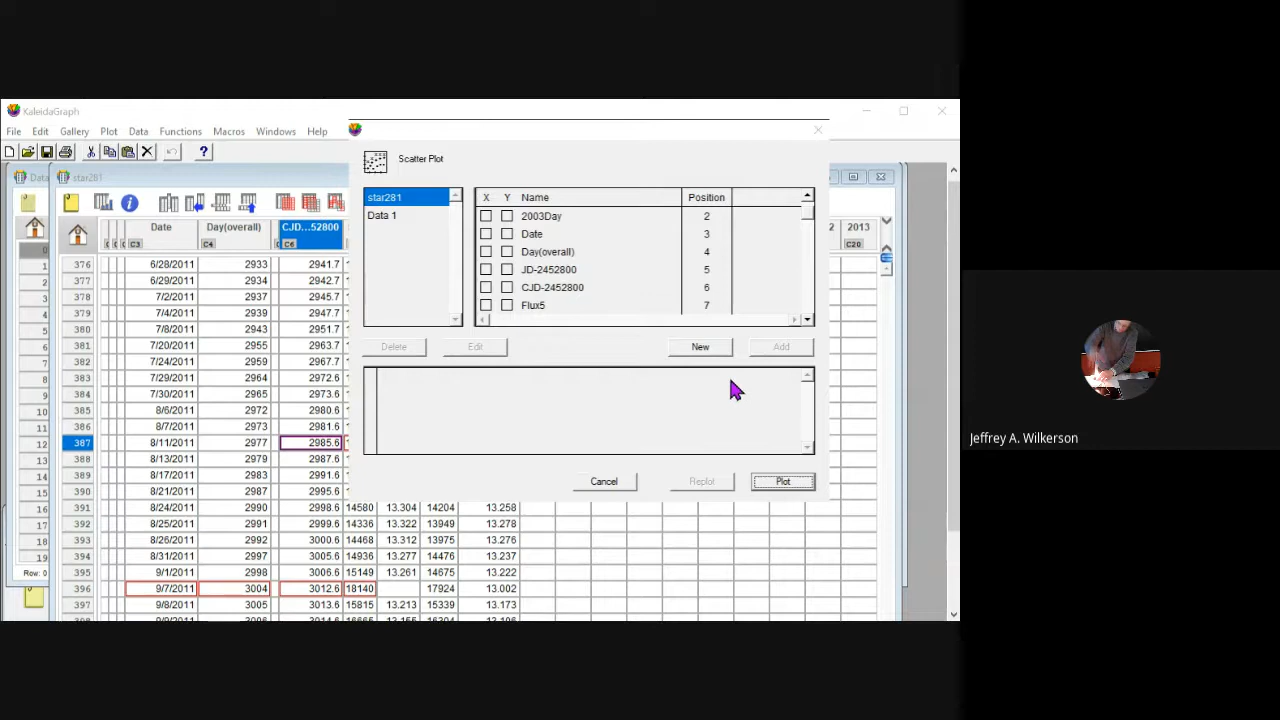 KaleidaGraph
File Edit Gallery Plot Data Functions Macros Windows Help
Scatter Plot
star281
star281
Data 1
X Y Name Position
2003Day 2
Date 3
Day(overall) 4
JD-2452800 5
CJD-2452800 6
Flux5 7
Delete Edit New Add
Cancel Replot Plot
Date Day(overall) CJD...52800 2013
C3 C4 C6 C20
376 6/28/2011 2933 2941.7
377 6/29/2011 2934 2942.7
378 7/2/2011 2937 2945.7
379 7/4/2011 2939 2947.7
380 7/8/2011 2943 2951.7
381 7/20/2011 2955 2963.7
382 7/24/2011 2959 2967.7
383 7/29/2011 2964 2972.6
384 7/30/2011 2965 2973.6
385 8/6/2011 2972 2980.6
386 8/7/2011 2973 2981.6
387 8/11/2011 2977 2985.6
388 8/13/2011 2979 2987.6
389 8/17/2011 2983 2991.6
390 8/21/2011 2987 2995.6
391 8/24/2011 2990 2998.6 14580 13.304 14204 13.258
392 8/25/2011 2991 2999.6 14336 13.322 13949 13.278
393 8/26/2011 2992 3000.6 14468 13.312 13975 13.276
394 8/31/2011 2997 3005.6 14936 13.277 14476 13.237
395 9/1/2011 2998 3006.6 15149 13.261 14675 13.222
396 9/7/2011 3004 3012.6 18140 17924 13.002
397 9/8/2011 3005 3013.6 15815 13.213 15339 13.173
Row: 0
Jeffrey A. Wilkerson